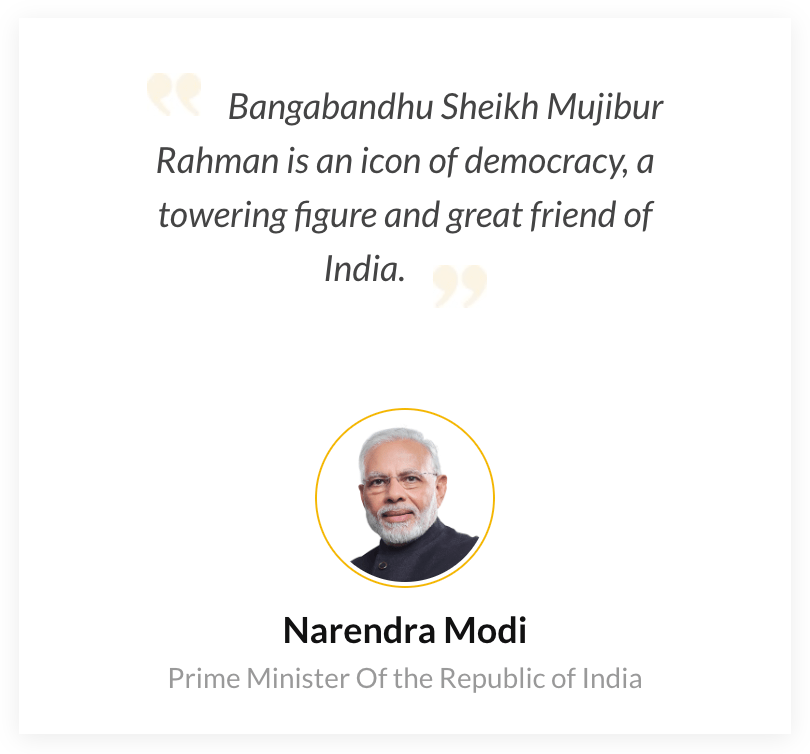 “ Bangabandhu Sheikh Mujibur
Rahman is an icon of democracy, a
towering figure and great friend of
India. ”
Narendra Modi
Prime Minister Of the Republic of India